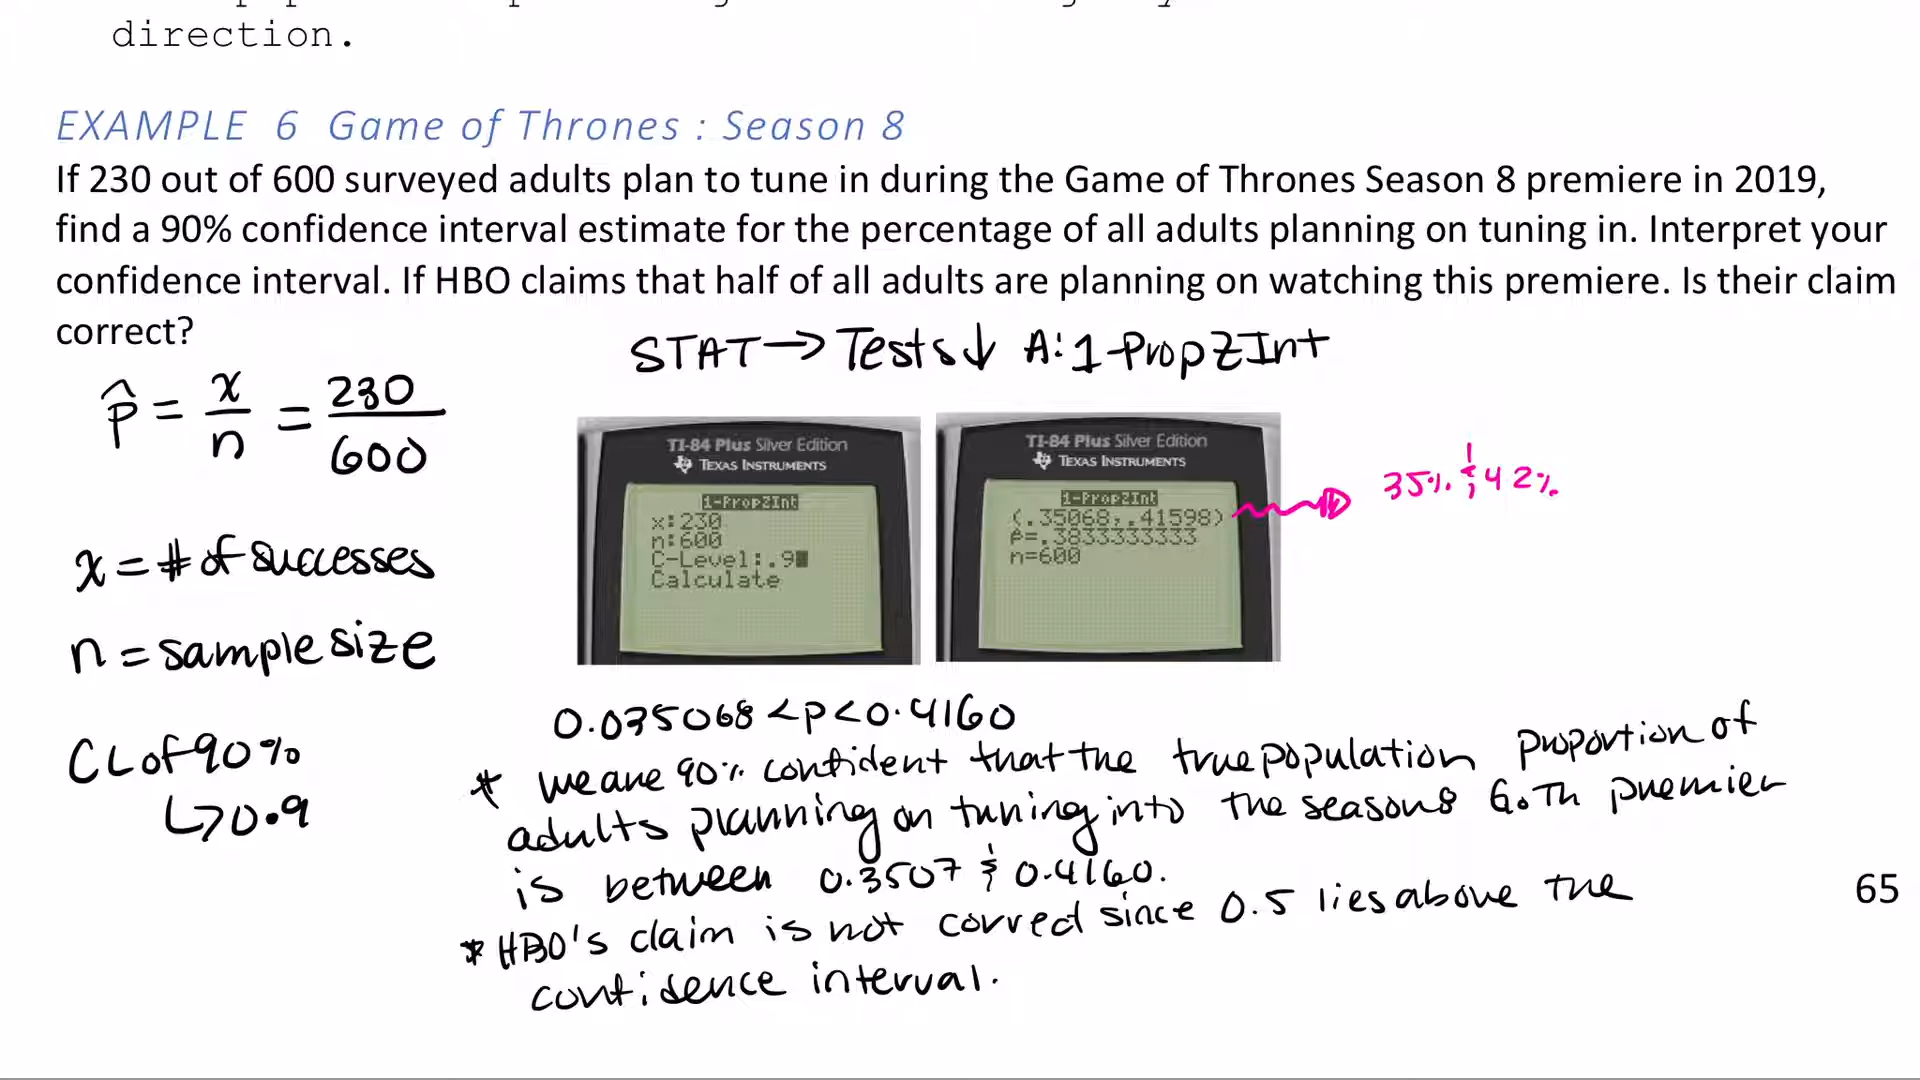 direction.
EXAMPLE 6 Game of Thrones : Season 8
If 230 out of 600 surveyed adults plan to tune in during the Game of Thrones Season 8 premiere in 2019,
find a 90% confidence interval estimate for the percentage of all adults planning on tuning in. Interpret your
confidence interval. If HBO claims that half of all adults are planning on watching this premiere. Is their claim
correct?
STAT → Tests ↓ A: 1-PropZInt
p̂ = x/n = 230/600
TI-84 Plus Silver Edition
TEXAS INSTRUMENTS
1-PropZInt
x:230
n:600
C-Level:.9
Calculate
TI-84 Plus Silver Edition
TEXAS INSTRUMENTS
1-PropZInt
(.35068,.41598)
p̂=.3833333333
n=600
35% & 42%
x = # of successes
n = sample size
CL of 90%
↳ 0.9
0.035068 < p < 0.4160
* we are 90% confident that the true population proportion of
adults planning on tuning into the season 8 GoTh premier
is between 0.3507 & 0.4160.
* HBO's claim is not correct since 0.5 lies above the
confidence interval.
65